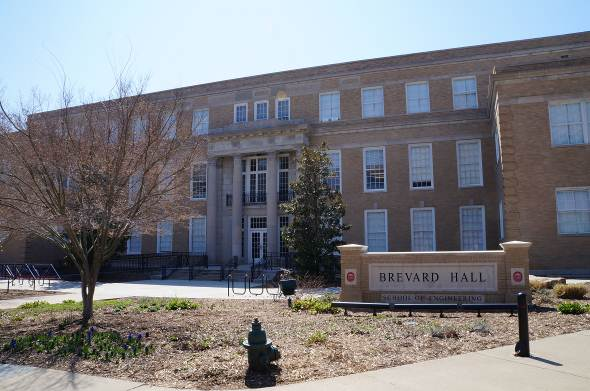 BREVARD HALL
SCHOOL OF ENGINEERING